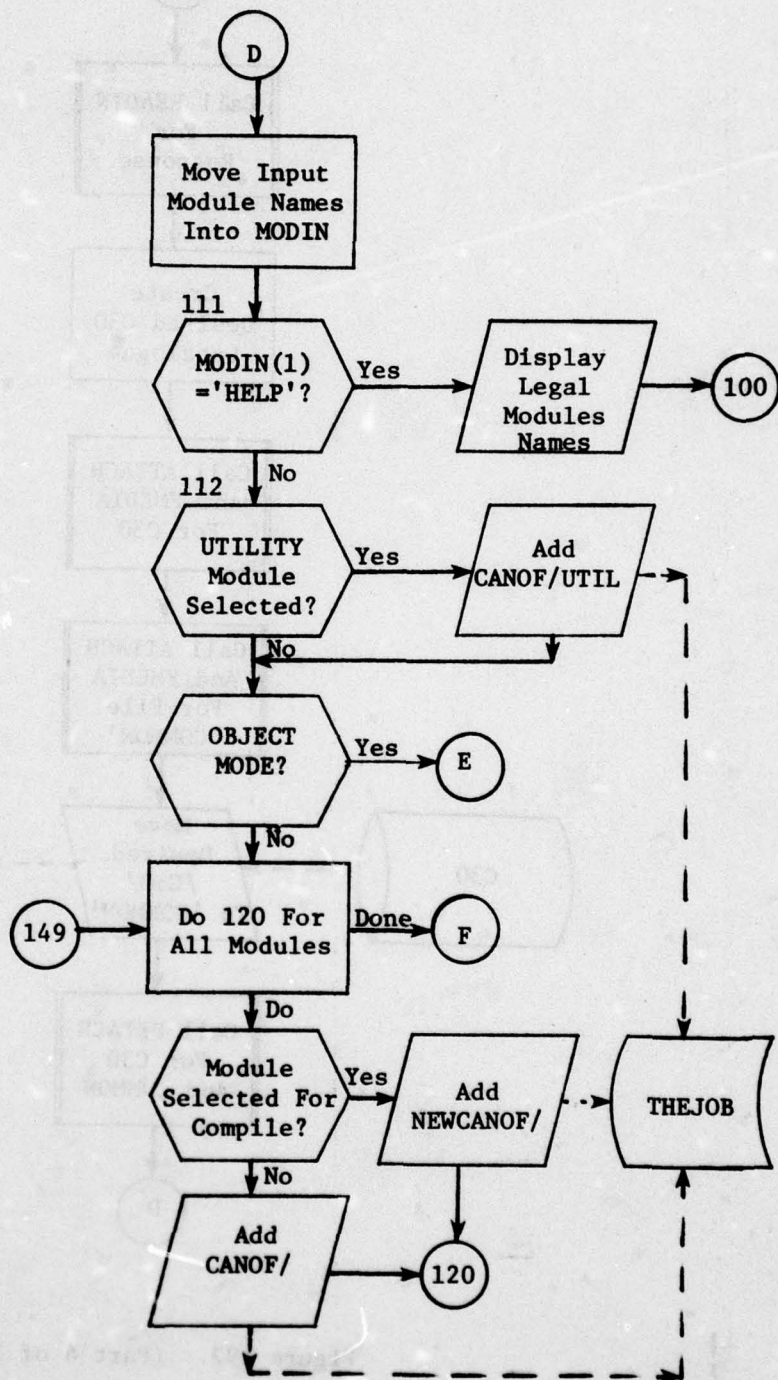 D
Move Input
Module Names
Into MODIN
111
MODIN(1)
='HELP'?
Yes
Display
Legal
Modules
Names
100
No
112
UTILITY
Module
Selected?
Yes
Add
CANOF/UTIL
No
OBJECT
MODE?
Yes
E
No
149
Do 120 For
All Modules
Done
F
Do
Module
Selected For
Compile?
Yes
Add
NEWCANOF/
THEJOB
No
Add
CANOF/
120